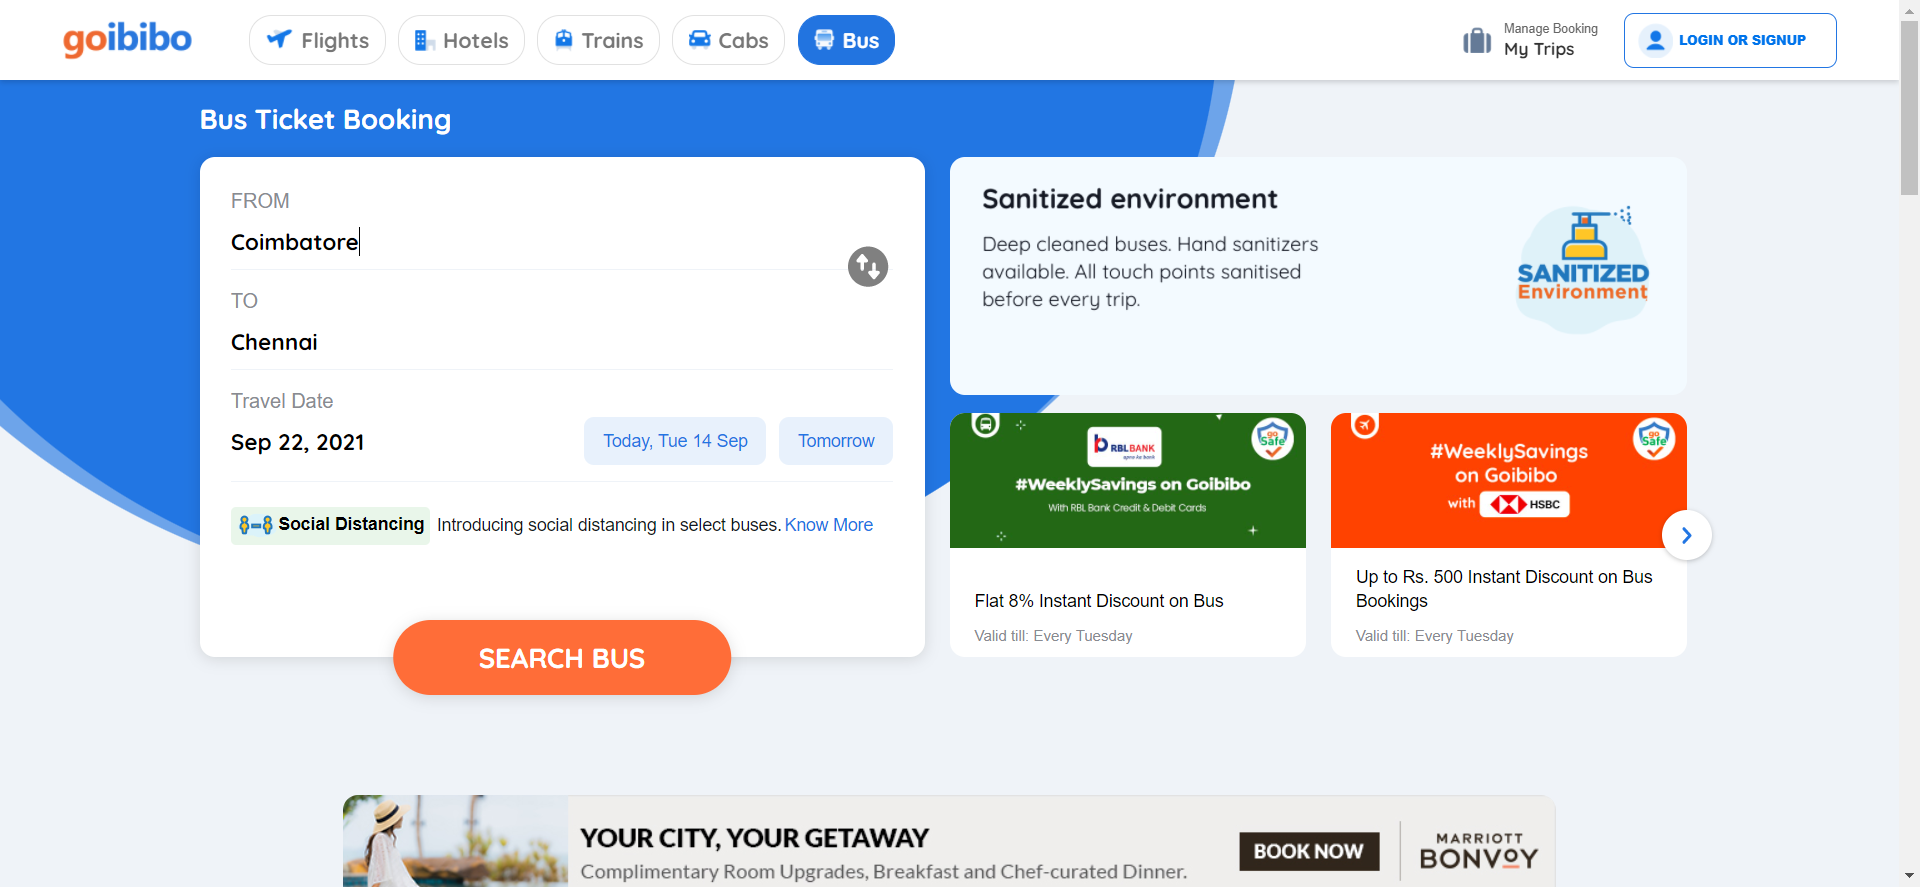 goibibo
Flights
Hotels
Trains
Cabs
Bus
Manage Booking
My Trips
LOGIN OR SIGNUP
Bus Ticket Booking
FROM
Coimbatore
TO
Chennai
Travel Date
Sep 22, 2021
Today, Tue 14 Sep
Tomorrow
Social Distancing Introducing social distancing in select buses. Know More
SEARCH BUS
Sanitized environment
Deep cleaned buses. Hand sanitizers
available. All touch points sanitised
before every trip.
SANITIZED
Environment
RBLBANK
apno ka bank
go
Safe
#WeeklySavings on Goibibo
With RBL Bank Credit & Debit Cards
Flat 8% Instant Discount on Bus
Valid till: Every Tuesday
go
Safe
#WeeklySavings
on Goibibo
with HSBC
Up to Rs. 500 Instant Discount on Bus
Bookings
Valid till: Every Tuesday
YOUR CITY, YOUR GETAWAY
Complimentary Room Upgrades, Breakfast and Chef-curated Dinner.
BOOK NOW
MARRIOTT
BONVOY